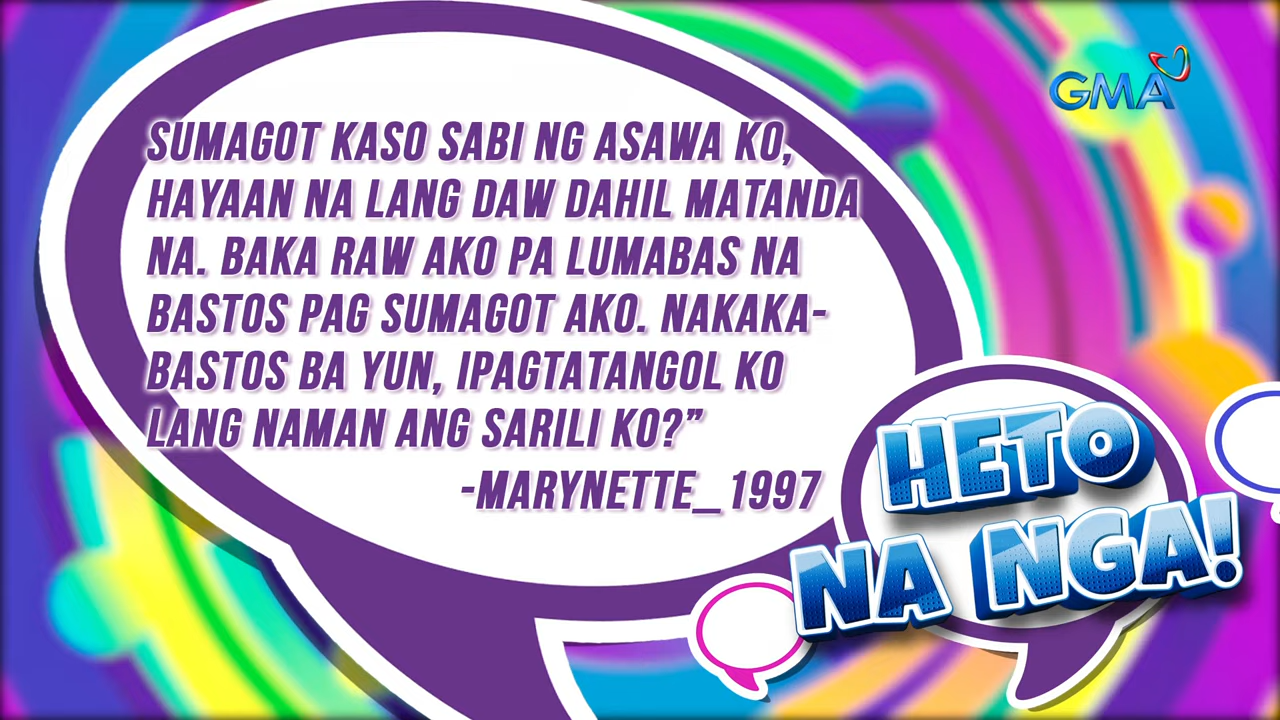 GMA
SUMAGOT KASO SABI NG ASAWA KO,
HAYAAN NA LANG DAW DAHIL MATANDA
NA. BAKA RAW AKO PA LUMABAS NA
BASTOS PAG SUMAGOT AKO. NAKAKA-
BASTOS BA YUN, IPAGTATANGOL KO
LANG NAMAN ANG SARILI KO?”
-MARYNETTE_1997
HETO
NA NGA!